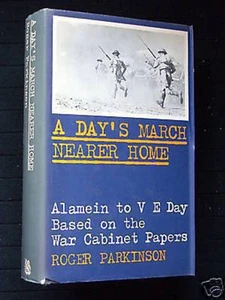 A DAY'S MARCH
NEARER HOME
Alamein to V E Day
Based on the
War Cabinet Papers
ROGER PARKINSON
A DAY'S MARCH NEARER HOME